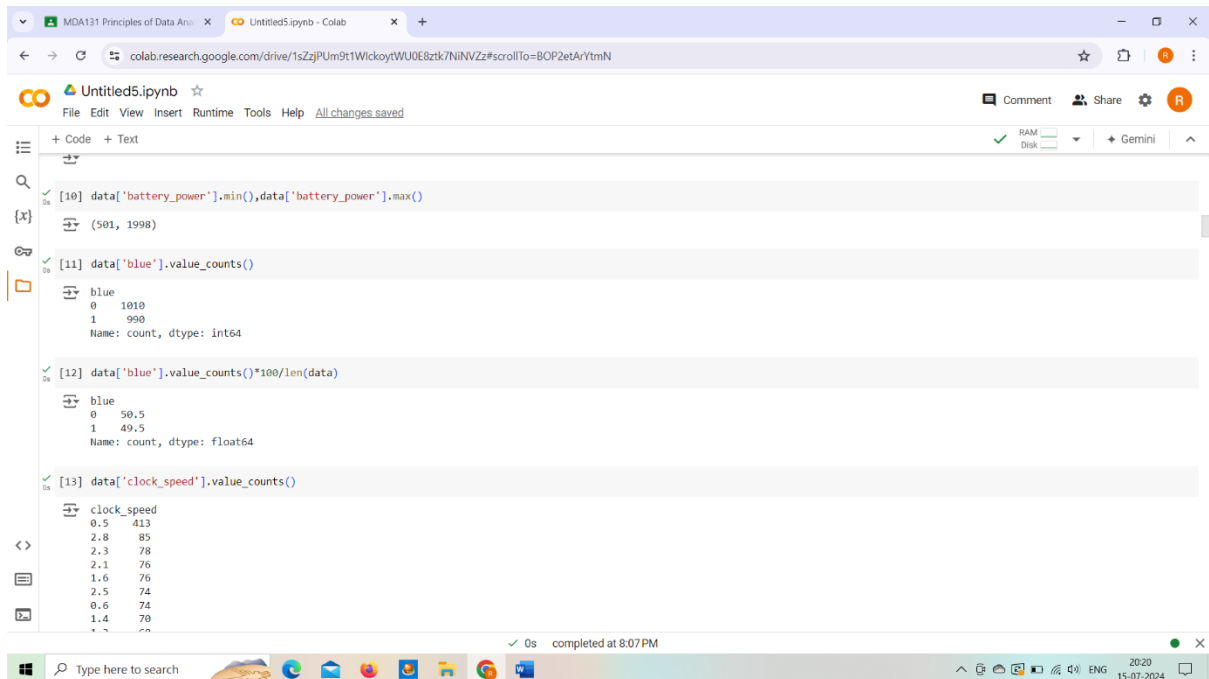 MDA131 Principles of Data Ana
Untitled5.ipynb - Colab
colab.research.google.com/drive/1sZzjPUm9t1WlckoytWU0E8ztk7NiNVZz#scrollTo=BOP2etArYtmN
R
Untitled5.ipynb
Comment Share R
File Edit View Insert Runtime Tools Help All changes saved
+ Code + Text
RAM
Disk
Gemini
{x}
0s [10] data['battery_power'].min(),data['battery_power'].max()
(501, 1998)
0s [11] data['blue'].value_counts()
blue
0 1010
1 990
Name: count, dtype: int64
0s [12] data['blue'].value_counts()*100/len(data)
blue
0 50.5
1 49.5
Name: count, dtype: float64
0s [13] data['clock_speed'].value_counts()
clock_speed
0.5 413
2.8 85
2.3 78
2.1 76
1.6 76
2.5 74
0.6 74
1.4 70
0s completed at 8:07 PM
Type here to search
ENG
20:20
15-07-2024